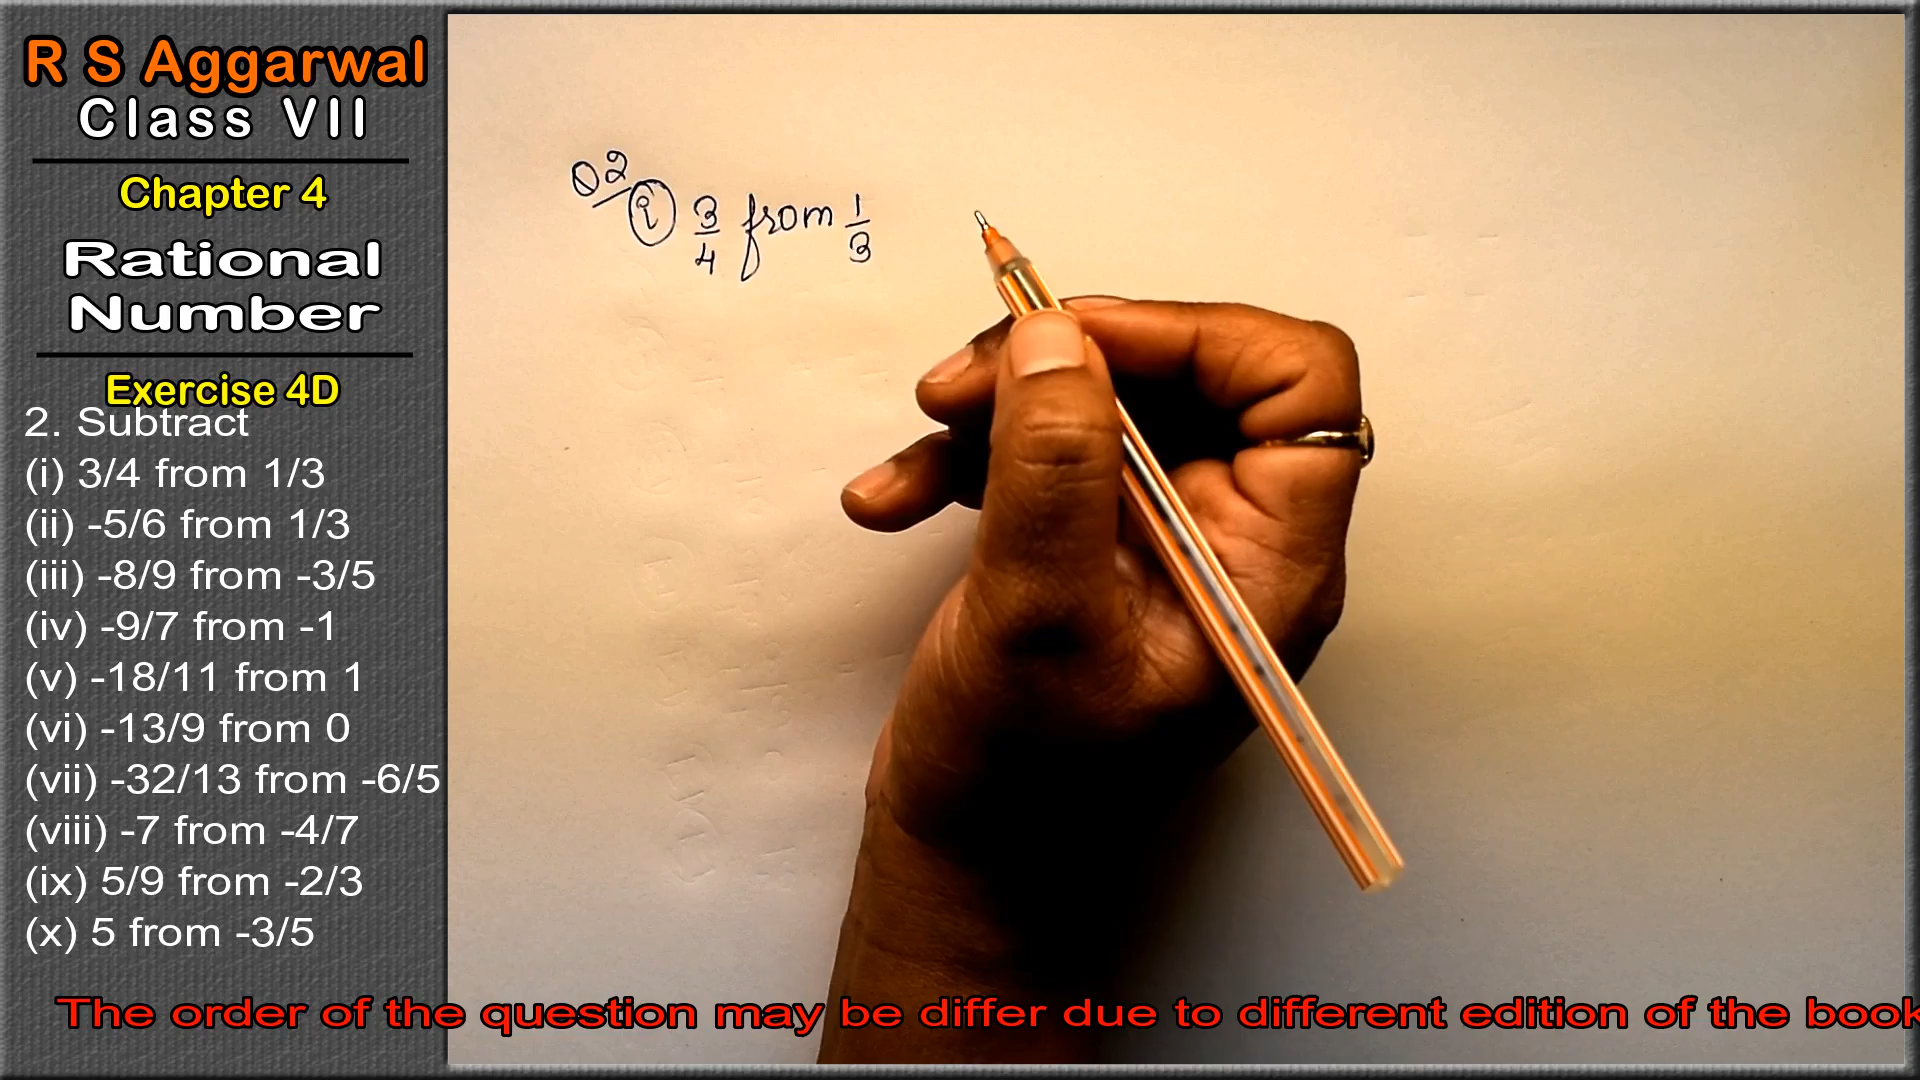 R S Aggarwal
Class VII
Chapter 4
Rational
Number
Exercise 4D
2. Subtract
(i) 3/4 from 1/3
(ii) -5/6 from 1/3
(iii) -8/9 from -3/5
(iv) -9/7 from -1
(v) -18/11 from 1
(vi) -13/9 from 0
(vii) -32/13 from -6/5
(viii) -7 from -4/7
(ix) 5/9 from -2/3
(x) 5 from -3/5
Q2
(i) 3/4 from 1/3
The order of the question may be differ due to different edition of the book